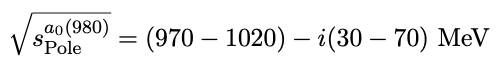 √s_Pole^{a_0(980)} = (970 − 1020) − i(30 − 70) MeV